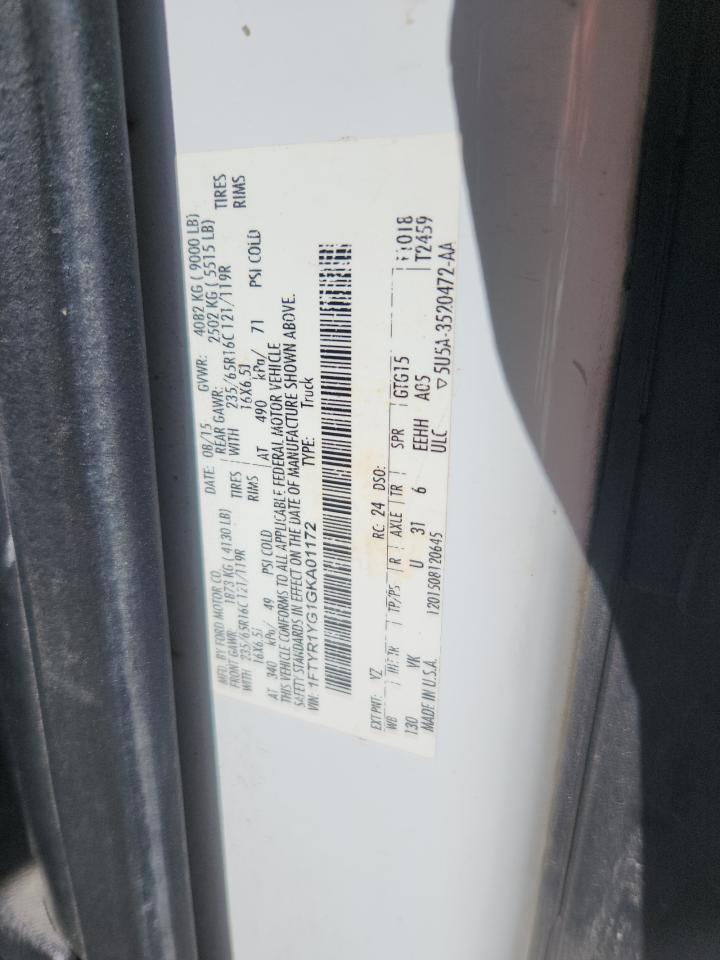 MFD. BY FORD MOTOR CO. DATE: 08/15 GVWR: 4082 KG ( 9000 LB)
FRONT GAWR: 1873 KG ( 4130 LB) REAR GAWR: 2502 KG ( 5515 LB)
WITH 235/65R16C 121/119R TIRES WITH 235/65R16C 121/119R TIRES
16X6.5J RIMS 16X6.5J RIMS
AT 340 kPa/ 49 PSI COLD AT 490 kPa/ 71 PSI COLD
THIS VEHICLE CONFORMS TO ALL APPLICABLE FEDERAL MOTOR VEHICLE
SAFETY STANDARDS IN EFFECT ON THE DATE OF MANUFACTURE SHOWN ABOVE.
VIN: 1FTYR1YG1GKA01172 TYPE: Truck
EXT PNT: YZ RC: 24 DSO:
WB INT TR TP/PS R AXLE TR SPR GTG15 F1018
130 VK U 31 6 EEHH A05 T2459
MADE IN U.S.A. 1201508120645 ULC ▽5U5A-3520472-AA